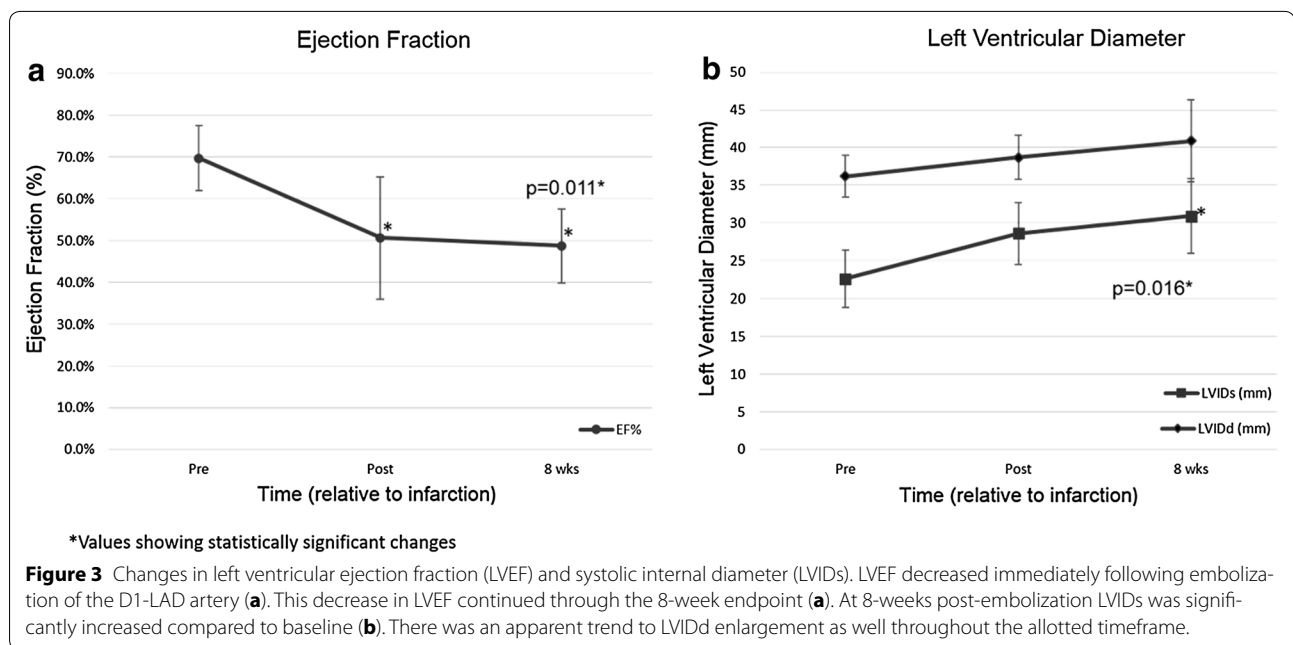 Ejection Fraction
a
90.0%
80.0%
70.0%
60.0%
50.0%
40.0%
30.0%
20.0%
10.0%
0.0%
Ejection Fraction (%)
p=0.011*
*
*
EF%
Pre
Post
8 wks
Time (relative to infarction)
Left Ventricular Diameter
b
50
45
40
35
30
25
20
15
10
5
0
Left Ventricular Diameter (mm)
*
p=0.016*
LVIDs (mm)
LVIDd (mm)
Pre
Post
8 wks
Time (relative to infarction)
*Values showing statistically significant changes
Figure 3 Changes in left ventricular ejection fraction (LVEF) and systolic internal diameter (LVIDs). LVEF decreased immediately following emboliza-
tion of the D1-LAD artery (a). This decrease in LVEF continued through the 8-week endpoint (a). At 8-weeks post-embolization LVIDs was signifi-
cantly increased compared to baseline (b). There was an apparent trend to LVIDd enlargement as well throughout the allotted timeframe.